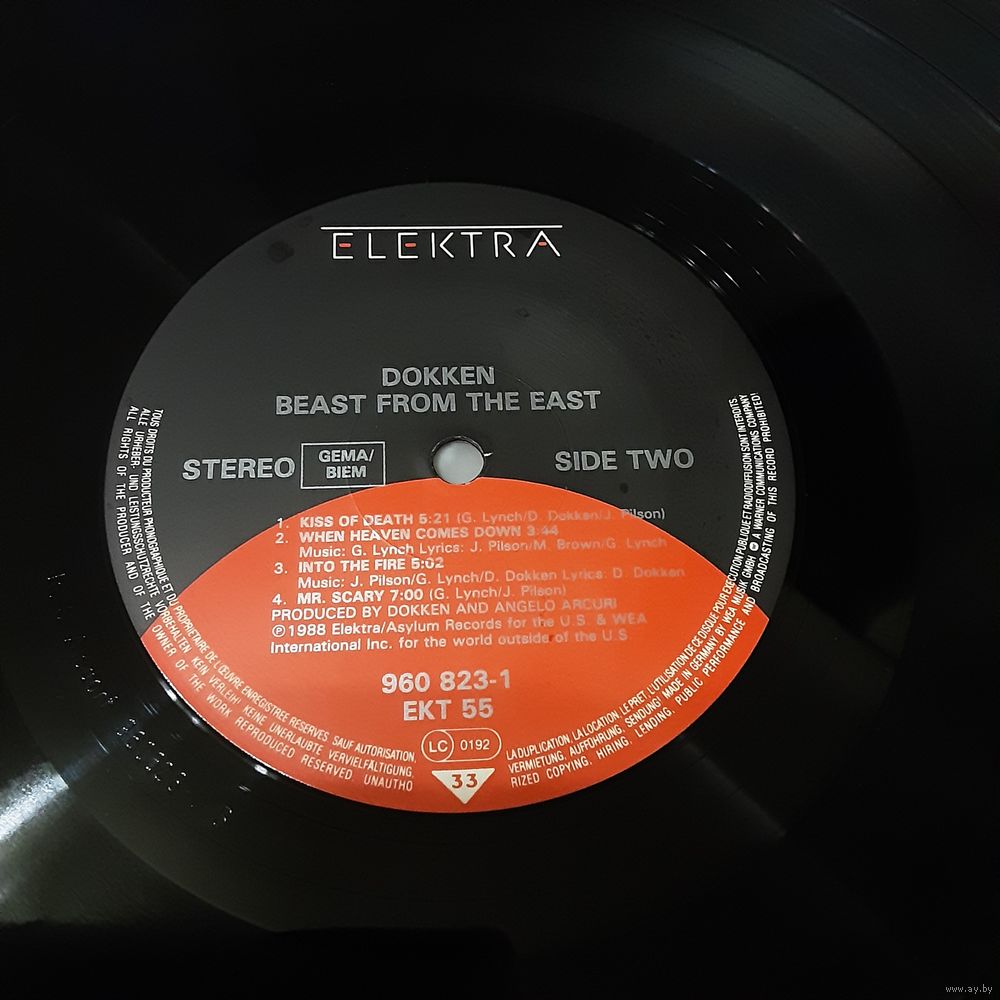 ELEKTRA
DOKKEN
BEAST FROM THE EAST
STEREO
GEMA/
BIEM
SIDE TWO
1. KISS OF DEATH 5:21 (G. Lynch/D. Dokken/J. Pilson)
2. WHEN HEAVEN COMES DOWN 3:44
Music: G. Lynch Lyrics: J. Pilson/M. Brown/G. Lynch
3. INTO THE FIRE 5:02
Music: J. Pilson/G. Lynch/D. Dokken Lyrics: D. Dokken
4. MR. SCARY 7:00 (G. Lynch/J. Pilson)
PRODUCED BY DOKKEN AND ANGELO ARCURI
℗1988 Elektra/Asylum Records for the U.S. & WEA
International Inc. for the world outside of the U.S
960 823-1
EKT 55
LC 0192
33
TOUS DROITS DU PRODUCTEUR PHONOGRAPHIQUE ET DU PROPRIETAIRE DE L'ŒUVRE ENREGISTREE RESERVES. SAUF AUTORISATION,
LA DUPLICATION, LA LOCATION, LE PRET, L'UTILISATION DE CE DISQUE POUR EXECUTION PUBLIQUE ET RADIODIFFUSION SONT INTERDITS.
ALLE URHEBER- UND LEISTUNGSSCHUTZRECHTE VORBEHALTEN. KEIN VERLEIH! KEINE UNERLAUBTE VERVIELFÄLTIGUNG,
VERMIETUNG, AUFFÜHRUNG, SENDUNG! MADE IN GERMANY BY WEA MUSIK GMBH A WARNER COMMUNICATIONS COMPANY
ALL RIGHTS OF THE PRODUCER AND OF THE OWNER OF THE WORK REPRODUCED RESERVED. UNAUTHO
RIZED COPYING, HIRING, LENDING, PUBLIC PERFORMANCE AND BROADCASTING OF THIS RECORD PROHIBITED!
www.ay.by